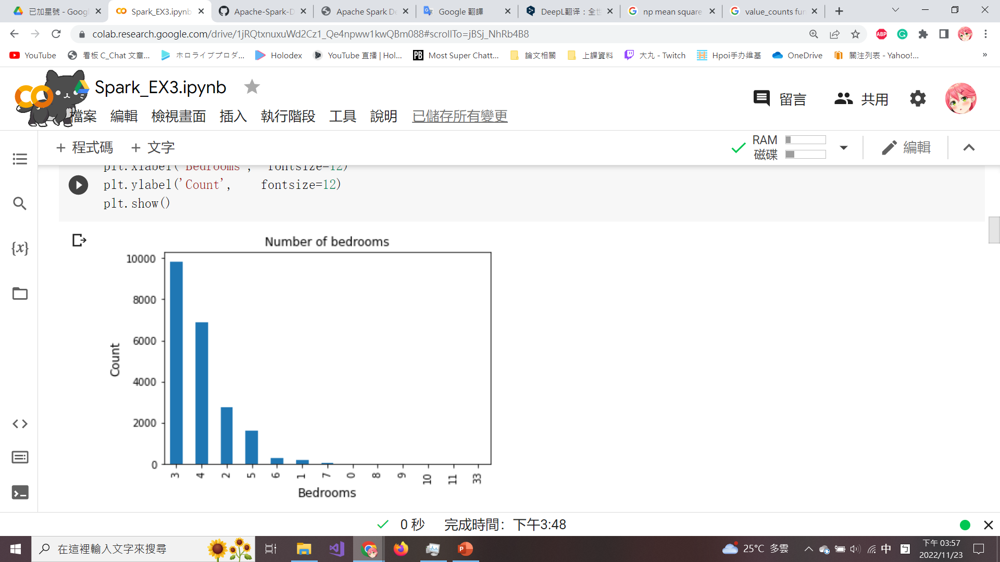 已加星號 - Googl
Spark_EX3.ipynb
Apache-Spark-D
Apache Spark De
Google 翻譯
DeepL翻译：全世
np mean square
value_counts fun
colab.research.google.com/drive/1jRQtxnuxuWd2Cz1_Qe4npww1kwQBm088#scrollTo=jBSj_NhRb4B8
ABP
YouTube
看板 C_Chat 文章...
ホロライブプロダ...
Holodex
YouTube 直播 | Hol...
PB
Most Super Chatt...
論文相關
上課資料
大丸 - Twitch
Hpoi手办维基
OneDrive
關注列表 - Yahoo!...
»
Spark_EX3.ipynb
留言
共用
檔案 編輯 檢視畫面 插入 執行階段 工具 說明 已儲存所有變更
+ 程式碼 + 文字
RAM
磁碟
編輯
plt.xlabel('Bedrooms', fontsize=12)
plt.ylabel('Count', fontsize=12)
plt.show()
{x}
Number of bedrooms
10000
8000
6000
4000
2000
0
Count
3 4 2 5 6 1 7 0 8 9 10 11 33
Bedrooms
0 秒 完成時間：下午3:48
在這裡輸入文字來搜尋
25°C 多雲
中
下午 03:57
2022/11/23